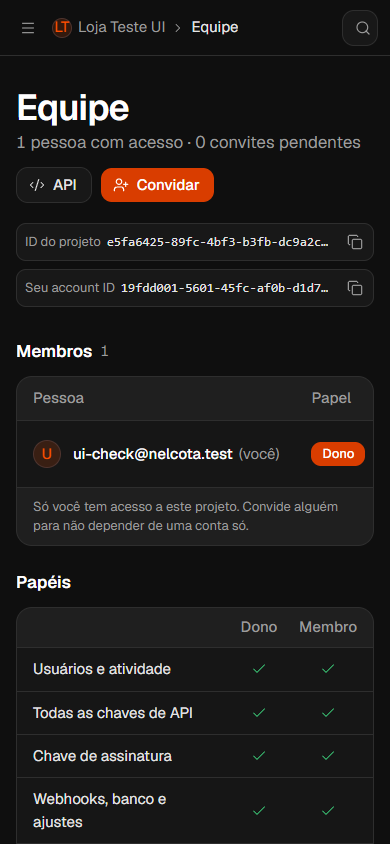 LT Loja Teste UI > Equipe
Equipe
1 pessoa com acesso · 0 convites pendentes
</> API Convidar
ID do projeto e5fa6425-89fc-4bf3-b3fb-dc9a2c…
Seu account ID 19fdd001-5601-45fc-af0b-d1d7…
Membros 1
Pessoa Papel
U ui-check@nelcota.test (você) Dono
Só você tem acesso a este projeto. Convide alguém
para não depender de uma conta só.
Papéis
Dono Membro
Usuários e atividade ✓ ✓
Todas as chaves de API ✓ ✓
Chave de assinatura ✓ ✓
Webhooks, banco e
ajustes ✓ ✓